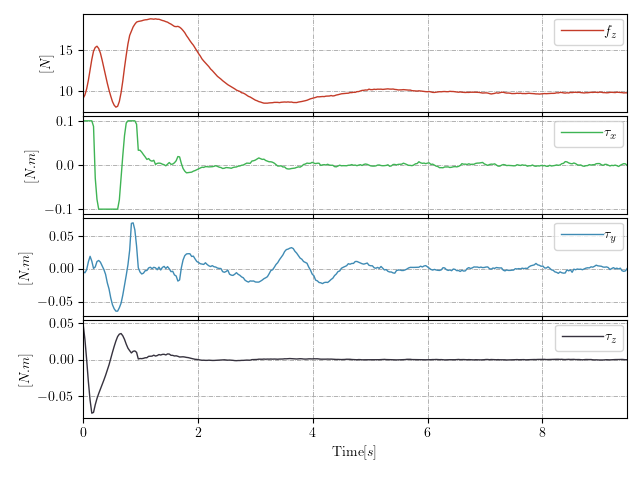 [N]
15
10
f_z
[N.m]
0.1
0.0
−0.1
τ_x
[N.m]
0.05
0.00
−0.05
τ_y
[N.m]
0.05
0.00
−0.05
τ_z
0 2 4 6 8
Time[s]